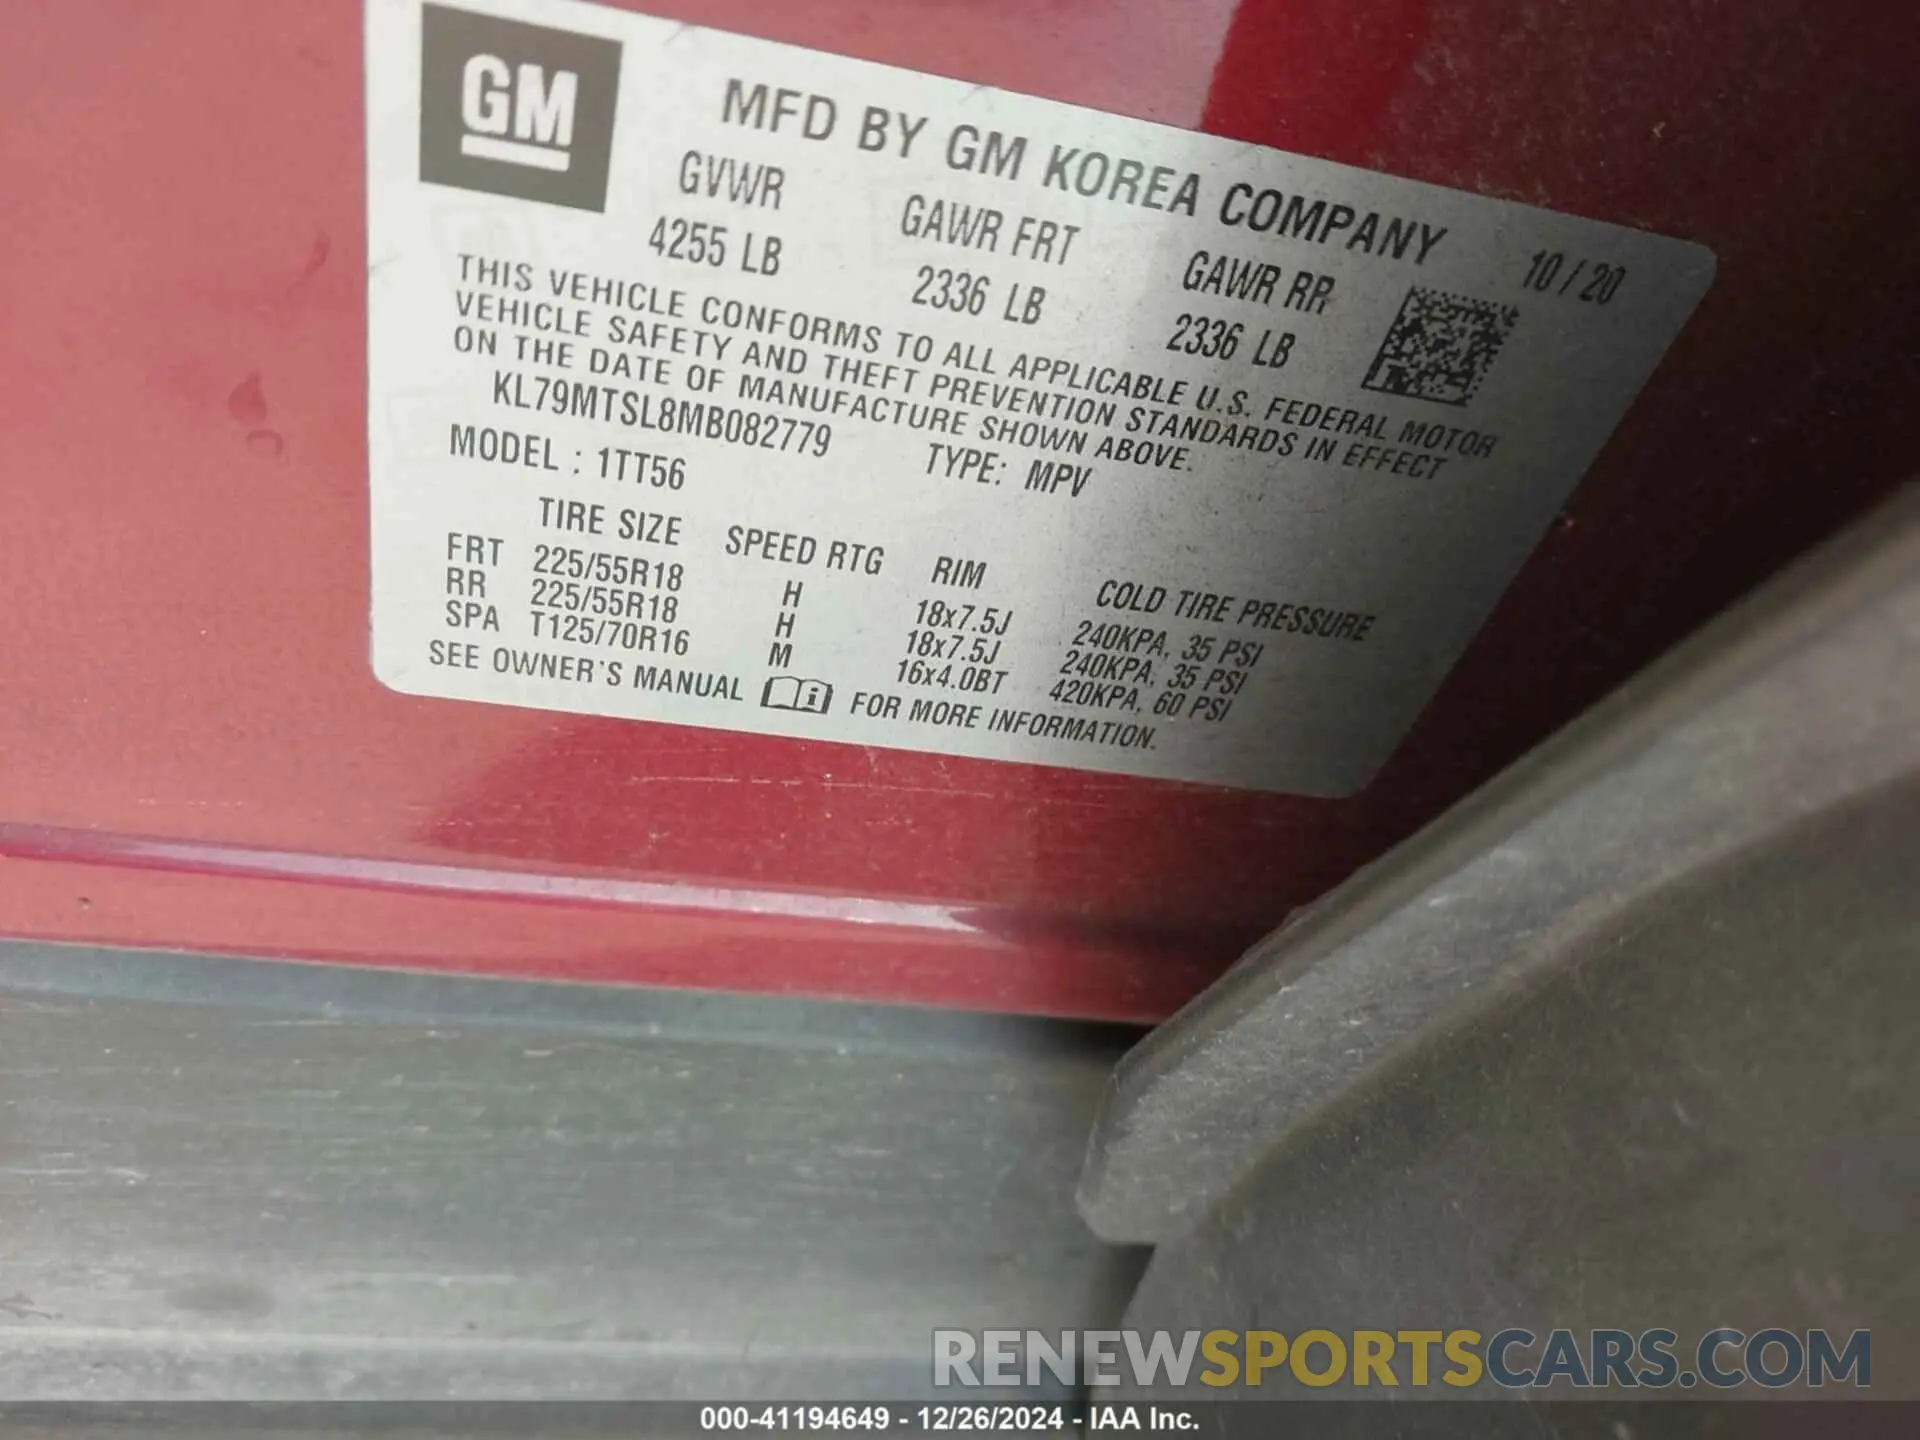 GM
MFD BY GM KOREA COMPANY 10/20
GVWR GAWR FRT GAWR RR
4255 LB 2336 LB 2336 LB
THIS VEHICLE CONFORMS TO ALL APPLICABLE U.S. FEDERAL MOTOR
VEHICLE SAFETY AND THEFT PREVENTION STANDARDS IN EFFECT
ON THE DATE OF MANUFACTURE SHOWN ABOVE.
KL79MTSL8MB082779 TYPE: MPV
MODEL : 1TT56
TIRE SIZE SPEED RTG RIM COLD TIRE PRESSURE
FRT 225/55R18 H 18x7.5J 240KPA, 35 PSI
RR 225/55R18 H 18x7.5J 240KPA, 35 PSI
SPA T125/70R16 M 16x4.0BT 420KPA, 60 PSI
SEE OWNER'S MANUAL i FOR MORE INFORMATION.
RENEWSPORTSCARS.COM
000-41194649 - 12/26/2024 - IAA Inc.